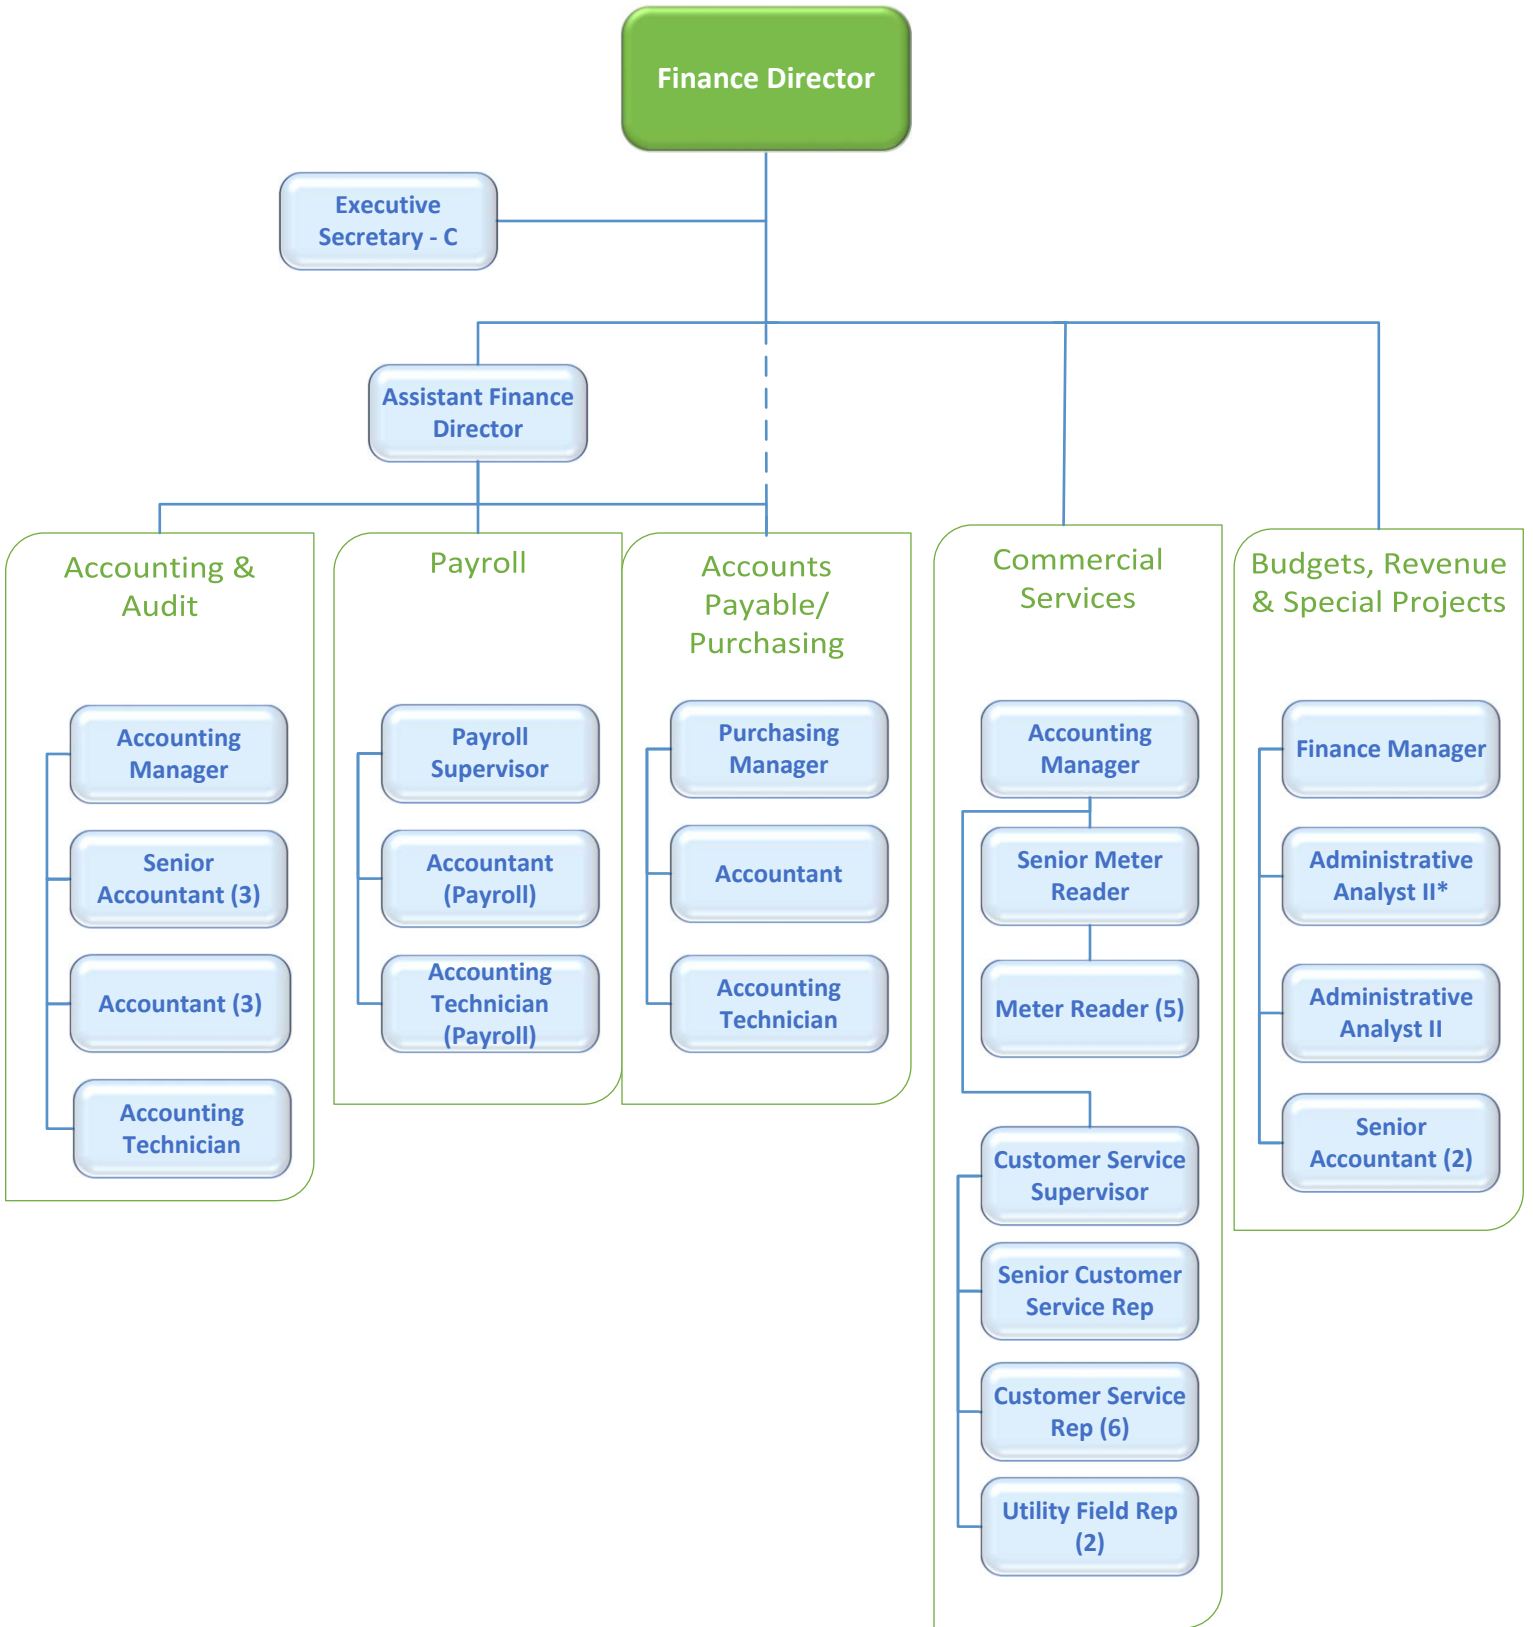 Finance Director
Executive
Secretary - C
Assistant Finance
Director
Accounting &
Audit
Accounting
Manager
Senior
Accountant (3)
Accountant (3)
Accounting
Technician
Payroll
Payroll
Supervisor
Accountant
(Payroll)
Accounting
Technician
(Payroll)
Accounts
Payable/
Purchasing
Purchasing
Manager
Accountant
Accounting
Technician
Commercial
Services
Accounting
Manager
Senior Meter
Reader
Meter Reader (5)
Customer Service
Supervisor
Senior Customer
Service Rep
Customer Service
Rep (6)
Utility Field Rep
(2)
Budgets, Revenue
& Special Projects
Finance Manager
Administrative
Analyst II*
Administrative
Analyst II
Senior
Accountant (2)